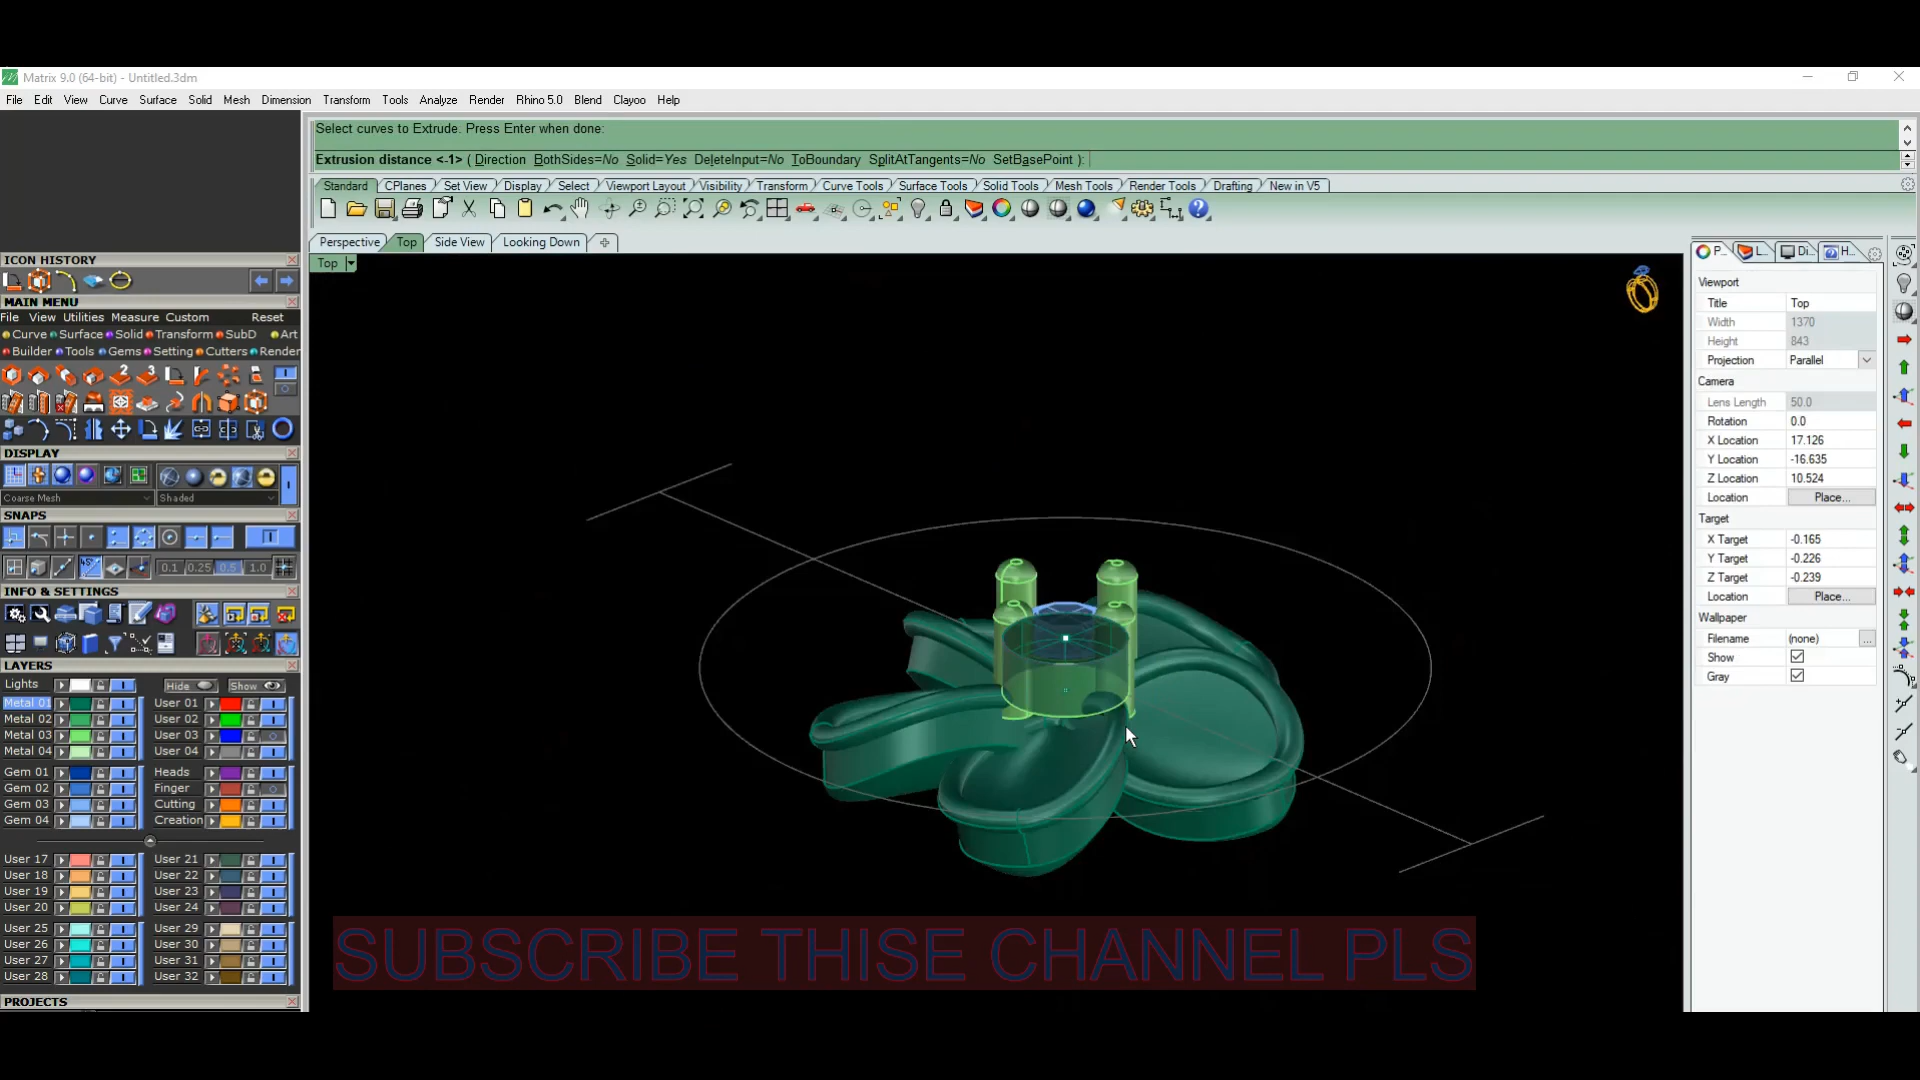 Matrix 9.0 (64-bit) - Untitled.3dm
File Edit View Curve Surface Solid Mesh Dimension Transform Tools Analyze Render Rhino 5.0 Blend Clayoo Help
Select curves to Extrude. Press Enter when done:
Extrusion distance <-1> ( Direction BothSides=No Solid=Yes DeleteInput=No ToBoundary SplitAtTangents=No SetBasePoint ):
Standard CPlanes Set View Display Select Viewport Layout Visibility Transform Curve Tools Surface Tools Solid Tools Mesh Tools Render Tools Drafting New in V5
Perspective Top Side View Looking Down
Top
ICON HISTORY
MAIN MENU
File View Utilities Measure Custom Reset
Curve Surface Solid Transform SubD Art
Builder Tools Gems Setting Cutters Render
2 3
DISPLAY
Coarse Mesh Shaded
SNAPS
45° 0.1 0.25 0.5 1.0
INFO & SETTINGS
LAYERS
Lights Hide Show
Metal 01 User 01
Metal 02 User 02
Metal 03 User 03
Metal 04 User 04
Gem 01 Heads
Gem 02 Finger
Gem 03 Cutting
Gem 04 Creation
User 17 User 21
User 18 User 22
User 19 User 23
User 20 User 24
User 25 User 29
User 26 User 30
User 27 User 31
User 28 User 32
PROJECTS
P... L... Di... H...
Viewport
Title Top
Width 1370
Height 843
Projection Parallel
Camera
Lens Length 50.0
Rotation 0.0
X Location 17.126
Y Location -16.635
Z Location 10.524
Location Place...
Target
X Target -0.165
Y Target -0.226
Z Target -0.239
Location Place...
Wallpaper
Filename (none) ...
Show
Gray
SUBSCRIBE THISE CHANNEL PLS